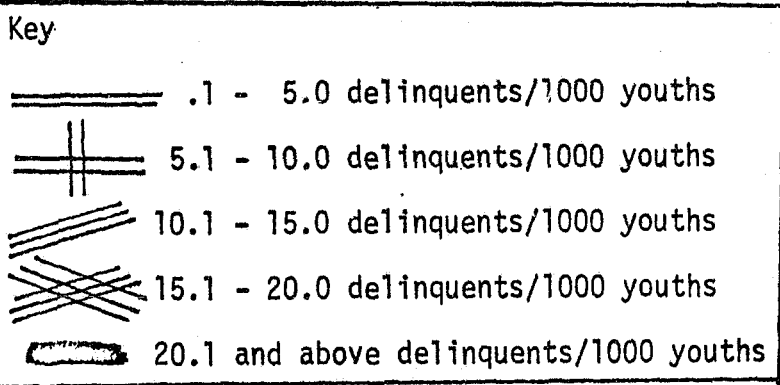 Key
.1 - 5.0 delinquents/1000 youths
5.1 - 10.0 delinquents/1000 youths
10.1 - 15.0 delinquents/1000 youths
15.1 - 20.0 delinquents/1000 youths
20.1 and above delinquents/1000 youths